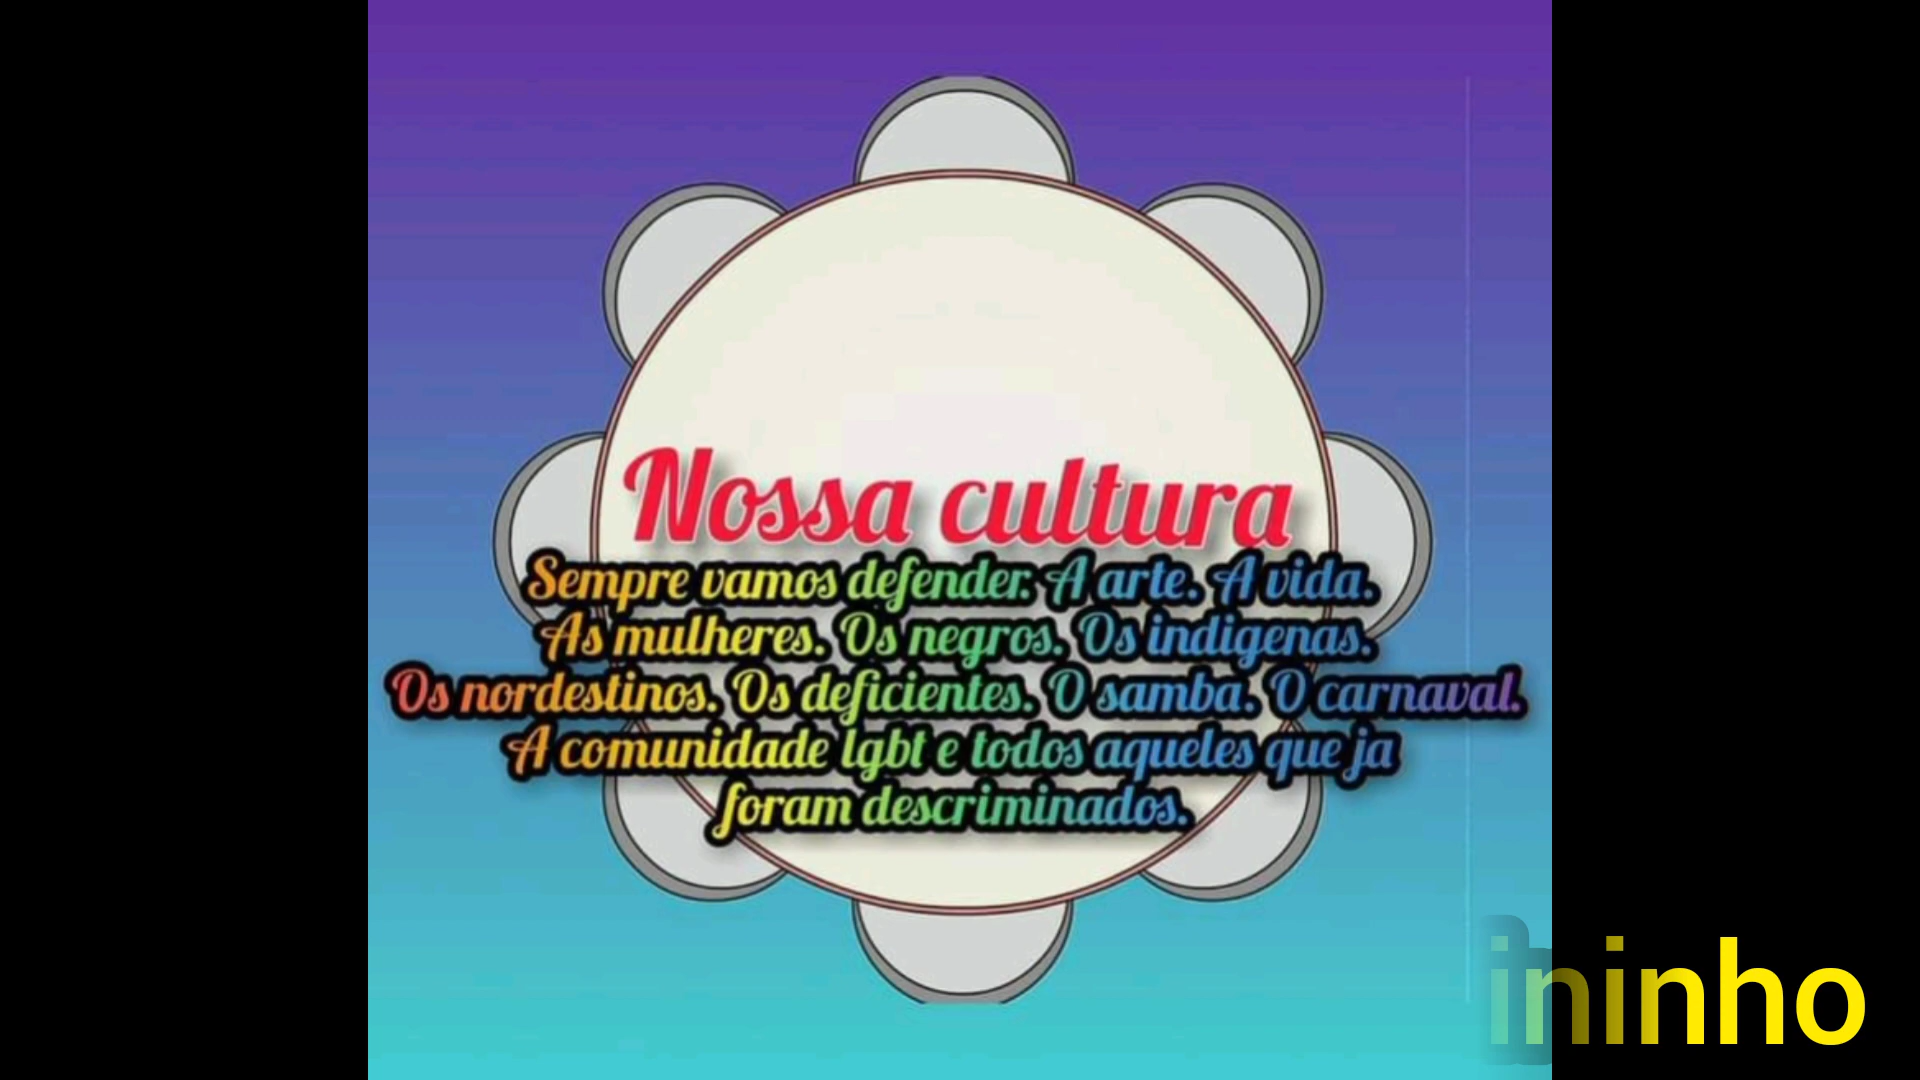 Nossa cultura
Sempre vamos defender. A arte. A vida.
As mulheres. Os negros. Os indigenas.
Os nordestinos. Os deficientes. O samba. O carnaval.
A comunidade lgbt e todos aqueles que ja
foram descriminados.
ininho